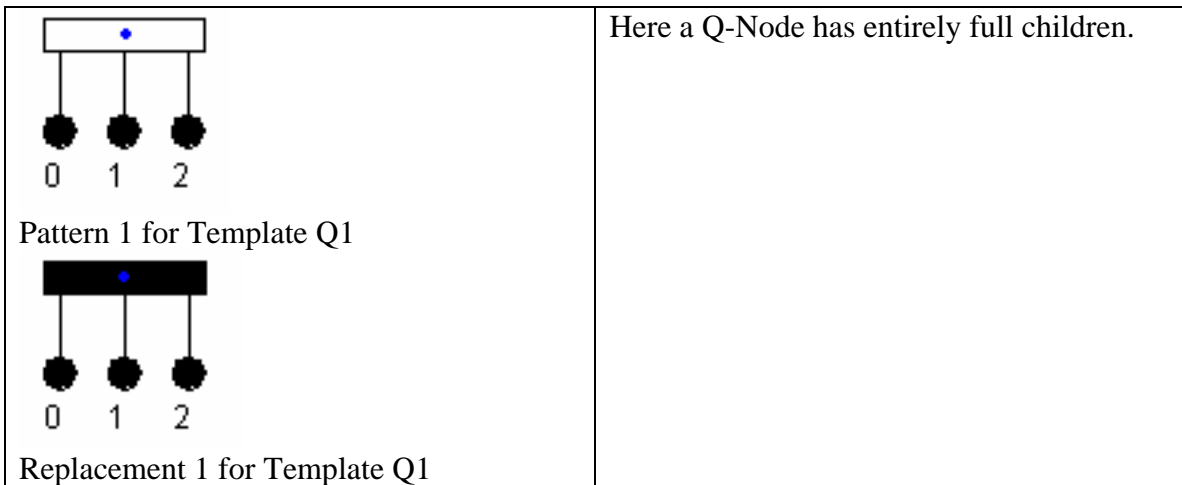 0 1 2
Pattern 1 for Template Q1
0 1 2
Replacement 1 for Template Q1
Here a Q-Node has entirely full children.